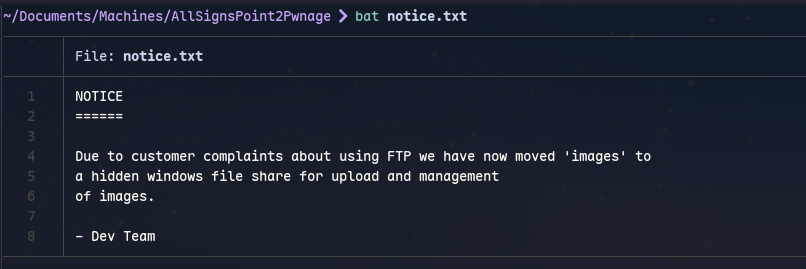 ~/Documents/Machines/AllSignsPoint2Pwnage ❯ bat notice.txt
File: notice.txt
1 NOTICE
2 ======
3
4 Due to customer complaints about using FTP we have now moved 'images' to
5 a hidden windows file share for upload and management
6 of images.
7
8 - Dev Team